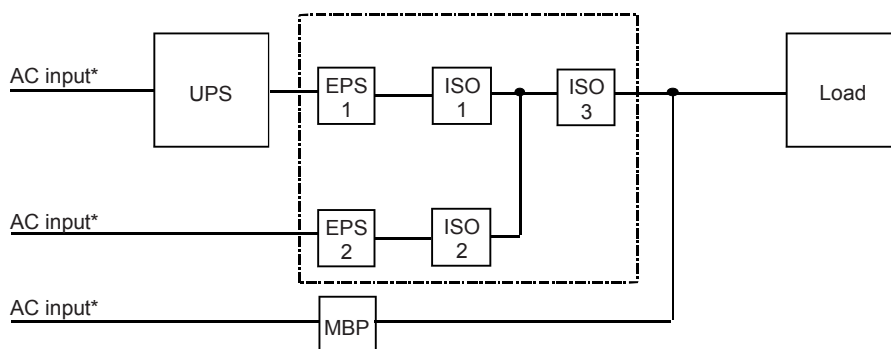 AC input*
UPS
EPS
1
ISO
1
ISO
3
Load
AC input*
EPS
2
ISO
2
AC input*
MBP